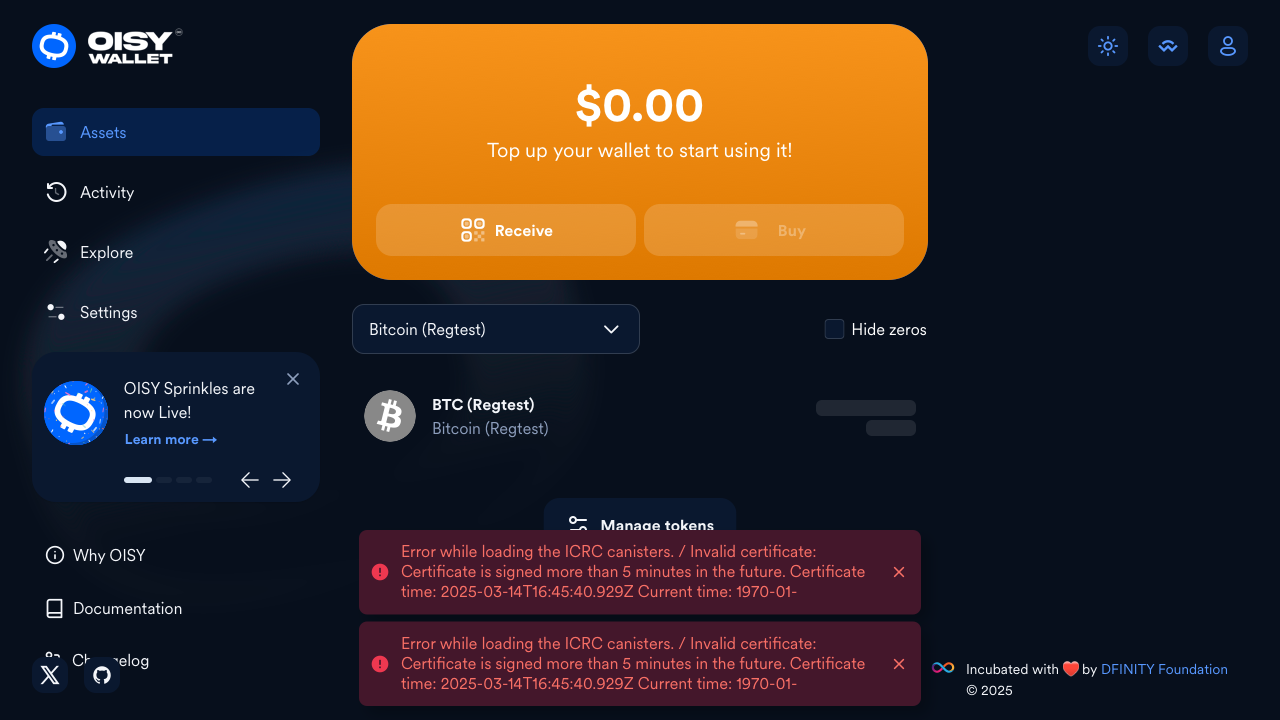 OISY
WALLET
Assets
Activity
Explore
Settings
OISY Sprinkles are
now Live!
Learn more →
Why OISY
Documentation
$0.00
Top up your wallet to start using it!
Receive
Buy
Bitcoin (Regtest)
Hide zeros
BTC (Regtest)
Bitcoin (Regtest)
Manage tokens
Error while loading the ICRC canisters. / Invalid certificate:
Certificate is signed more than 5 minutes in the future. Certificate
time: 2025-03-14T16:45:40.929Z Current time: 1970-01-
Error while loading the ICRC canisters. / Invalid certificate:
Certificate is signed more than 5 minutes in the future. Certificate
time: 2025-03-14T16:45:40.929Z Current time: 1970-01-
Incubated with ❤️ by DFINITY Foundation
© 2025